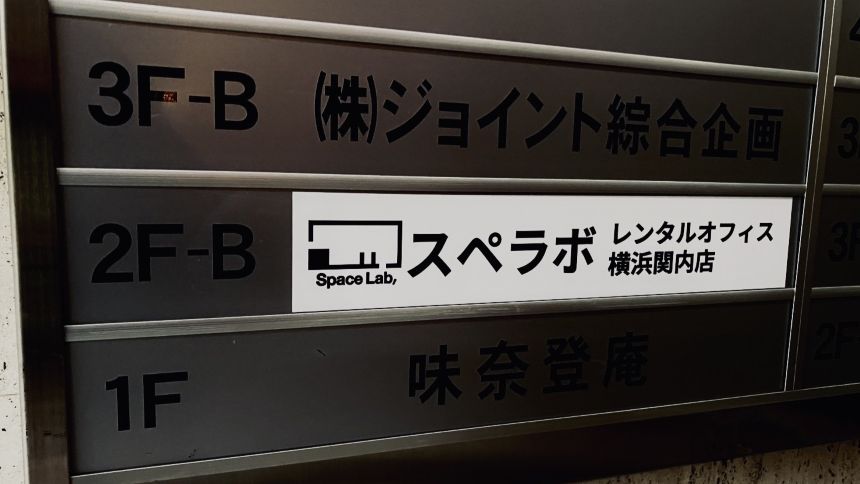 3F-B ㈱ジョイント綜合企画
2F-B Space Lab, スペラボ レンタルオフィス
横浜関内店
1F 味奈登庵